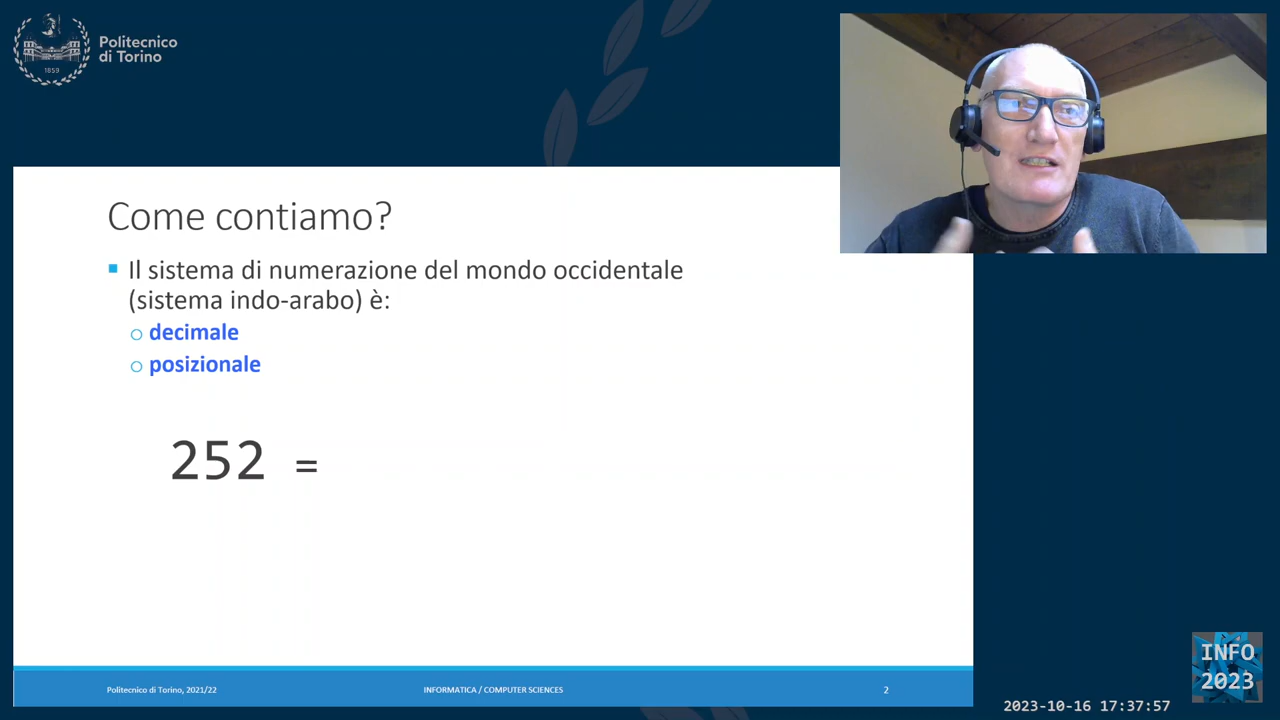 Politecnico
di Torino
1859
Come contiamo?
Il sistema di numerazione del mondo occidentale
(sistema indo-arabo) è:
decimale
posizionale
252 =
Politecnico di Torino, 2021/22
INFORMATICA / COMPUTER SCIENCES
2
INFO
2023
2023-10-16 17:37:57